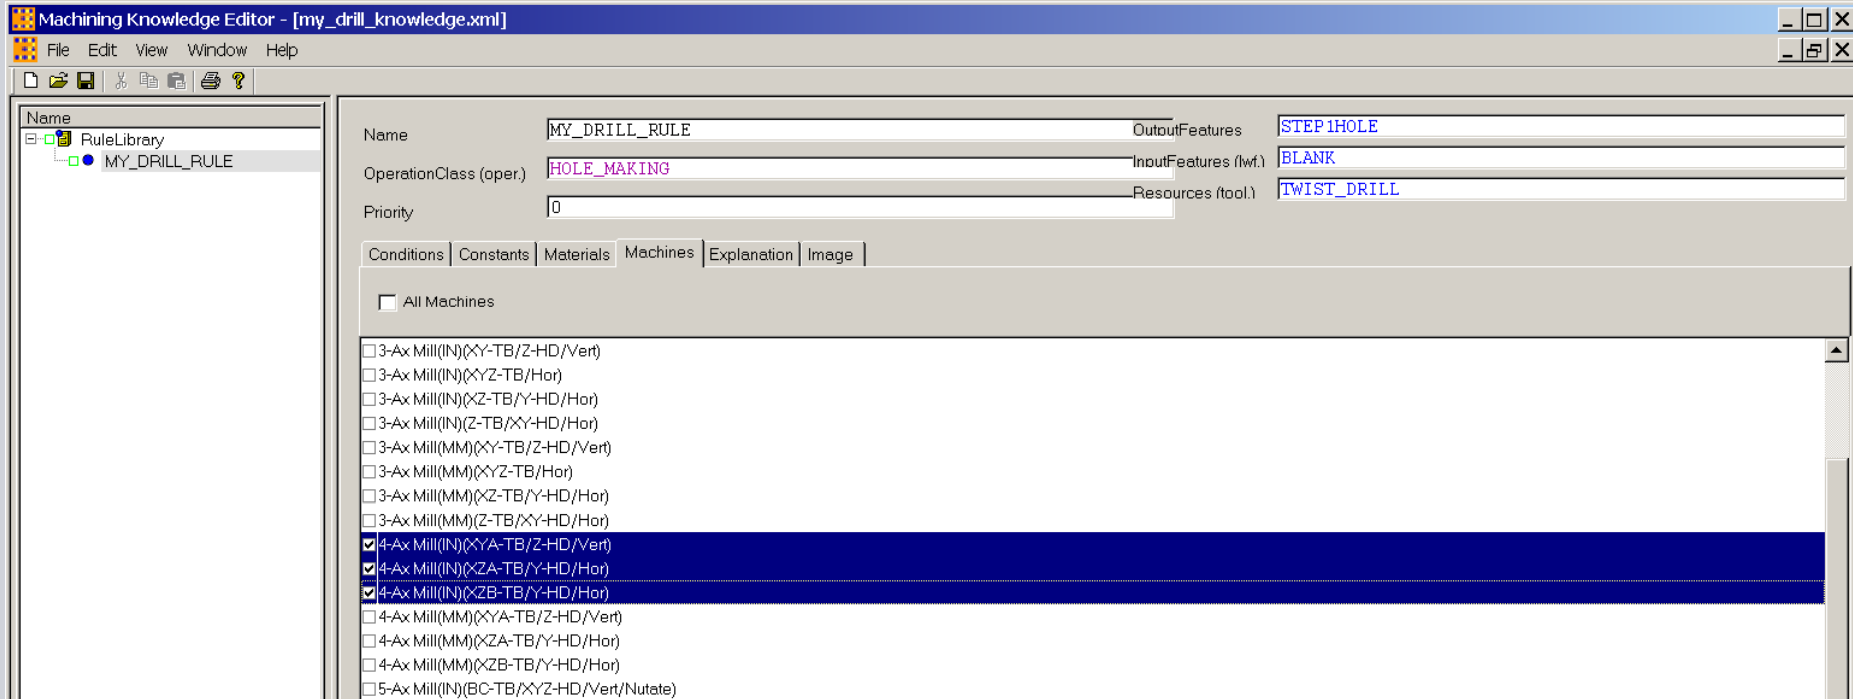 Machining Knowledge Editor - [my_drill_knowledge.xml]
File Edit View Window Help
Name
RuleLibrary
MY_DRILL_RULE
Name MY_DRILL_RULE
OperationClass (oper.) HOLE_MAKING
Priority 0
OutputFeatures STEP1HOLE
InputFeatures (lwf.) BLANK
Resources (tool.) TWIST_DRILL
Conditions Constants Materials Machines Explanation Image
All Machines
3-Ax Mill(IN)(XY-TB/Z-HD/Vert)
3-Ax Mill(IN)(XYZ-TB/Hor)
3-Ax Mill(IN)(XZ-TB/Y-HD/Hor)
3-Ax Mill(IN)(Z-TB/XY-HD/Hor)
3-Ax Mill(MM)(XY-TB/Z-HD/Vert)
3-Ax Mill(MM)(XYZ-TB/Hor)
3-Ax Mill(MM)(XZ-TB/Y-HD/Hor)
3-Ax Mill(MM)(Z-TB/XY-HD/Hor)
4-Ax Mill(IN)(XYA-TB/Z-HD/Vert)
4-Ax Mill(IN)(XZA-TB/Y-HD/Hor)
4-Ax Mill(IN)(XZB-TB/Y-HD/Hor)
4-Ax Mill(MM)(XYA-TB/Z-HD/Vert)
4-Ax Mill(MM)(XZA-TB/Y-HD/Hor)
4-Ax Mill(MM)(XZB-TB/Y-HD/Hor)
5-Ax Mill(IN)(BC-TB/XYZ-HD/Vert/Nutate)